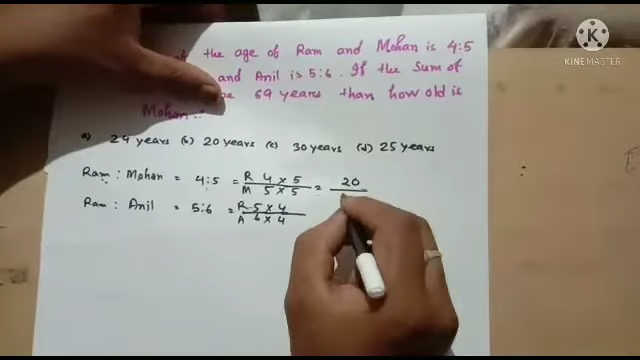 of the age of Ram and Mohan is 4:5
and Anil is 5:6. If the Sum of
69 years than how old is
Mohan
a) 24 years (b) 20 years (c) 30 years (d) 25 years
Ram : Mohan = 4:5 = R 4 × 5 / M 5 × 5 = 20
Ram : Anil = 5:6 = R 5 × 4 / A 6 × 4
KINEMASTER